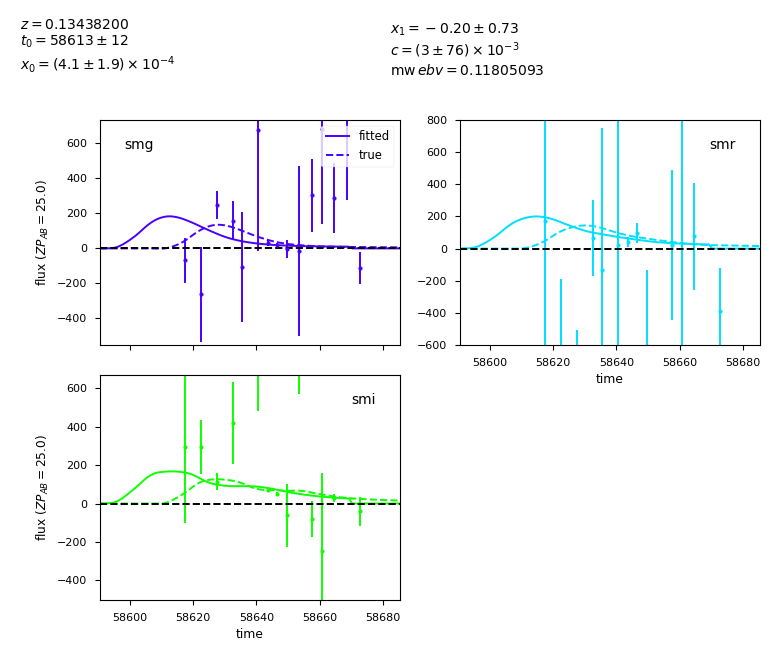 z = 0.13438200
t₀ = 58613 ± 12
x₀ = (4.1 ± 1.9) × 10⁻⁴
x₁ = −0.20 ± 0.73
c = (3 ± 76) × 10⁻³
mw ebv = 0.11805093
smg
fitted
true
600
400
200
0
−200
−400
flux (ZP_AB = 25.0)
smr
800
600
400
200
0
−200
−400
−600
58600 58620 58640 58660 58680
time
smi
600
400
200
0
−200
−400
flux (ZP_AB = 25.0)
58600 58620 58640 58660 58680
time